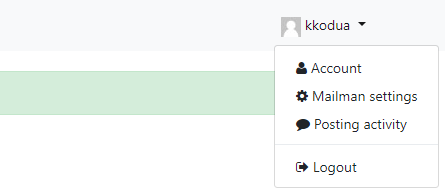 kkodua
Account
Mailman settings
Posting activity
Logout